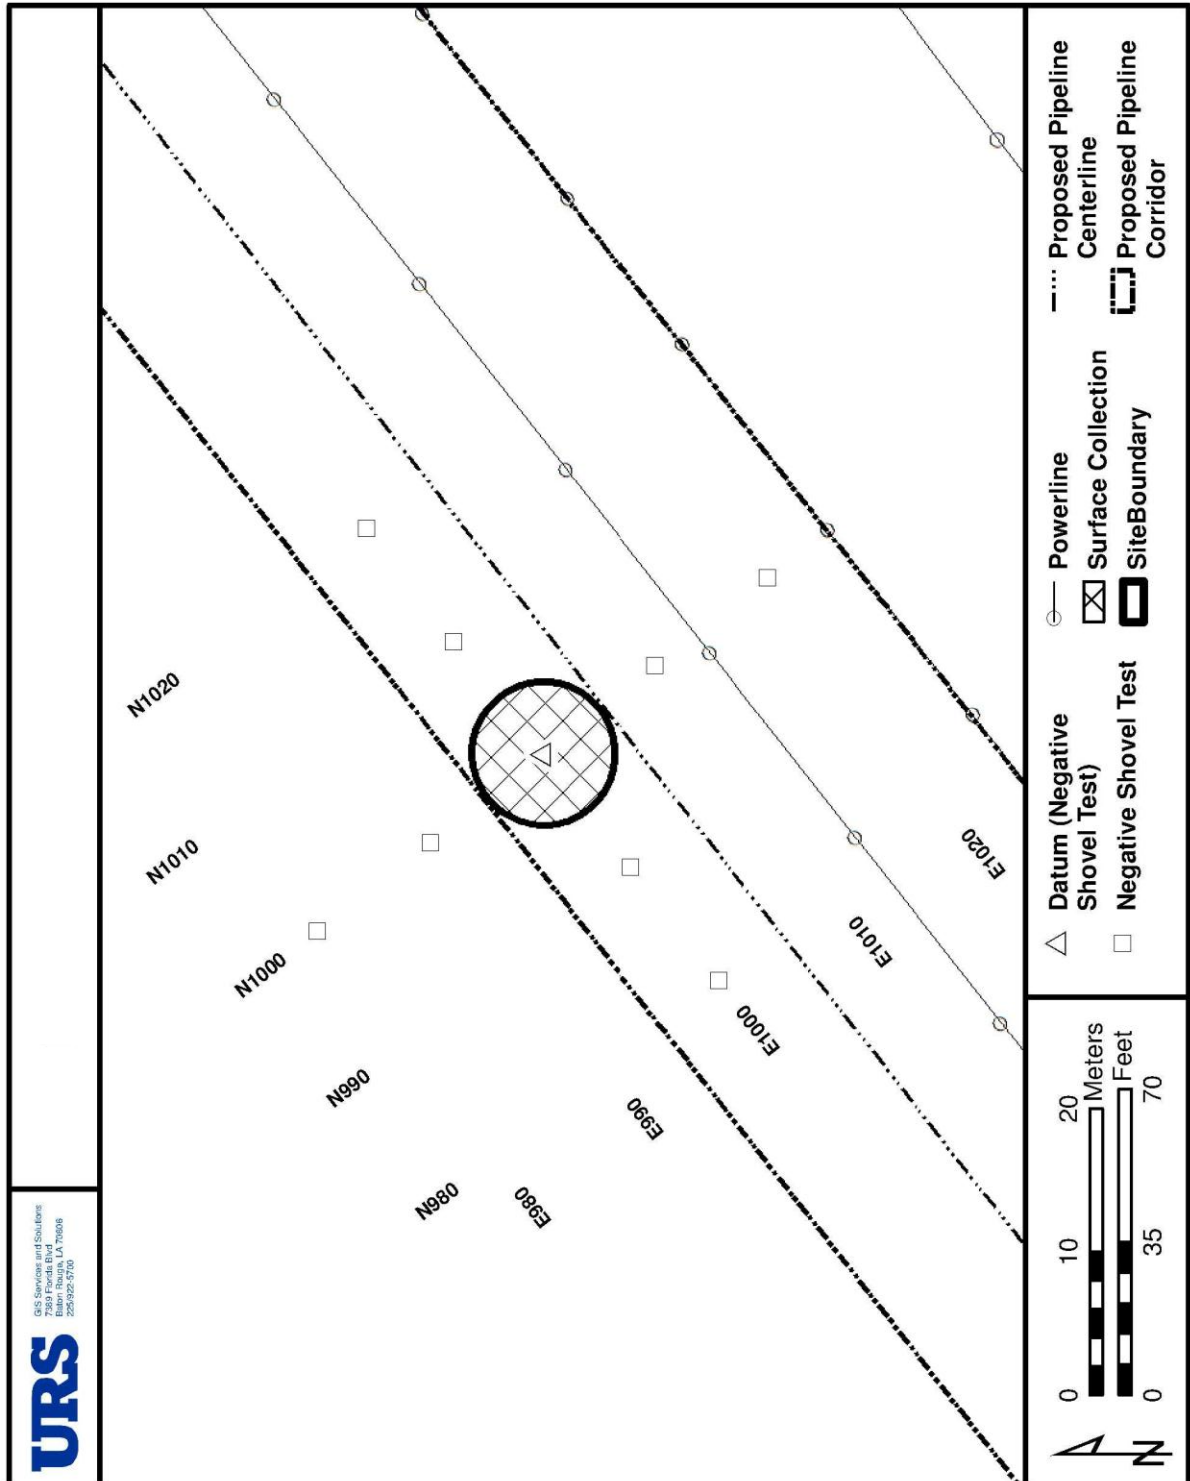 URS
GIS Services and Solutions
7389 Florida Blvd
Baton Rouge, LA 70806
225/922-5700
N1020
N1010
N1000
N990
N980
E980
E990
E1000
E1010
E1020
N
0 10 20
Meters
Feet
0 35 70
Datum (Negative
Shovel Test)
Negative Shovel Test
Powerline
Surface Collection
SiteBoundary
Proposed Pipeline
Centerline
Proposed Pipeline
Corridor